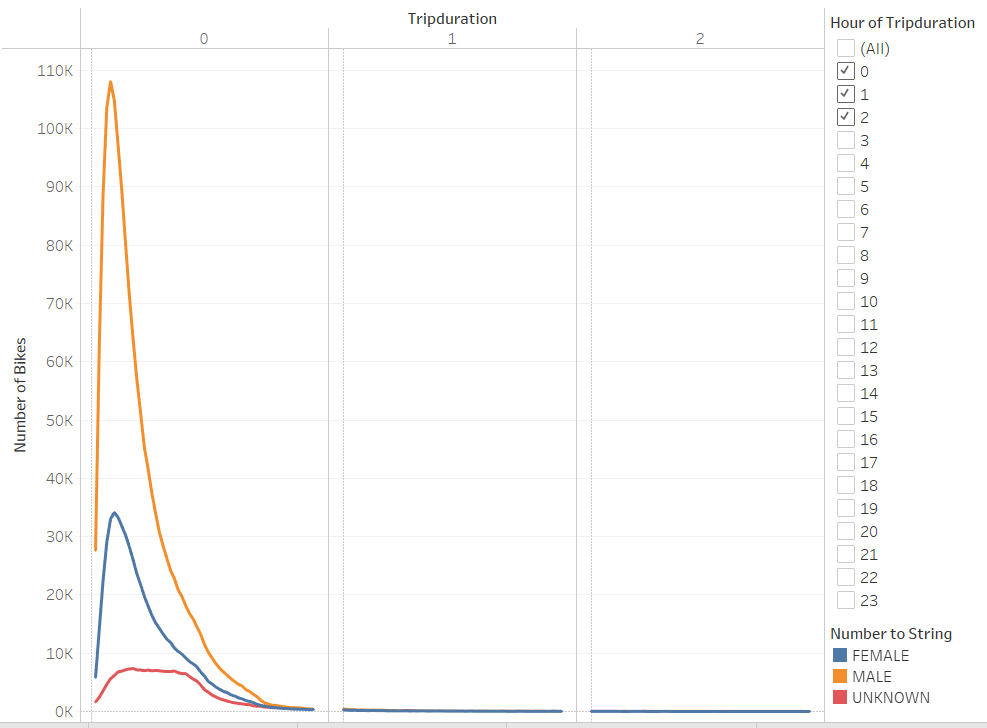 Tripduration
0 1 2
110K
100K
90K
80K
70K
60K
50K
40K
30K
20K
10K
0K
Number of Bikes
Hour of Tripduration
(All)
0
1
2
3
4
5
6
7
8
9
10
11
12
13
14
15
16
17
18
19
20
21
22
23
Number to String
FEMALE
MALE
UNKNOWN